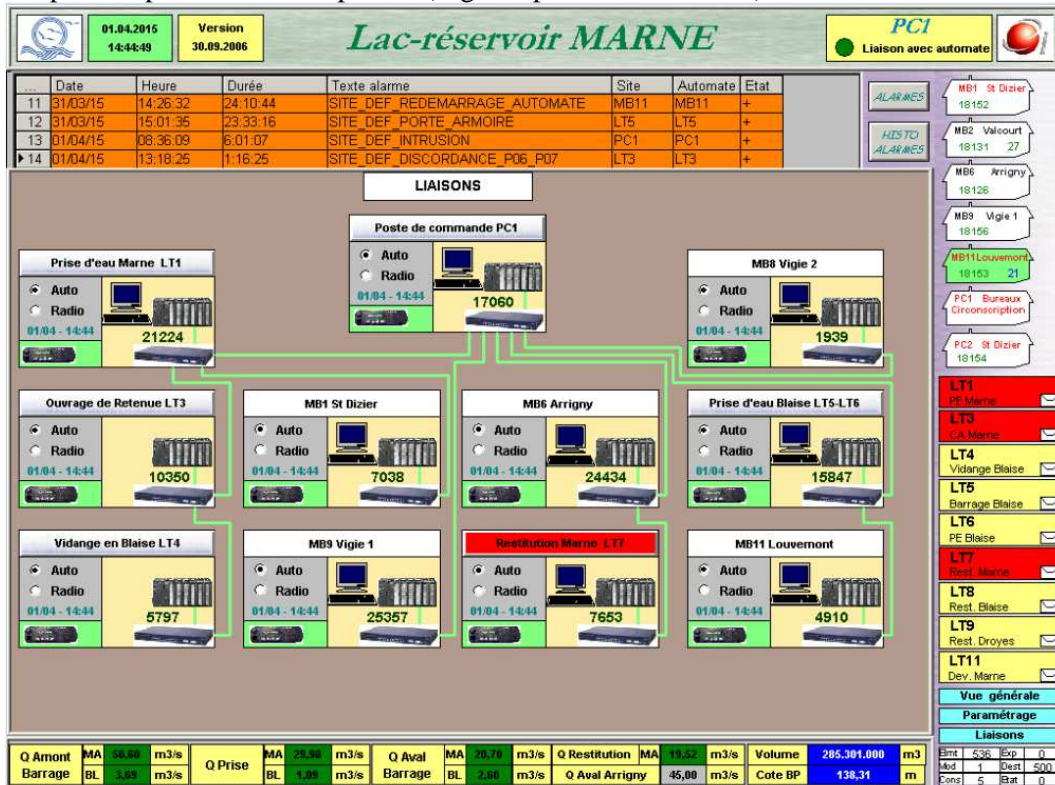 01.04.2015
14:44:49
Version
30.09.2006
Lac-réservoir MARNE
PC1
Liaison avec automate
... Date Heure Durée Texte alarme Site Automate Etat
11 31/03/15 14:26:32 24:10:44 SITE_DEF_REDEMARRAGE_AUTOMATE MB11 MB11 +
12 31/03/15 15:01:35 23:33:16 SITE_DEF_PORTE_ARMOIRE LT5 LT5 +
13 01/04/15 08:36:09 6:01:07 SITE_DEF_INTRUSION PC1 PC1 +
14 01/04/15 13:18:25 1:16:25 SITE_DEF_DISCORDANCE_P06_P07 LT3 LT3 +
ALARMES
HISTO
ALARMES
LIAISONS
Poste de commande PC1
Auto
Radio
01/04 - 14:44
17060
Prise d'eau Marne LT1
Auto
Radio
01/04 - 14:44
21224
MB8 Vigie 2
Auto
Radio
01/04 - 14:44
1939
Ouvrage de Retenue LT3
Auto
Radio
01/04 - 14:44
10350
MB1 St Dizier
Auto
Radio
01/04 - 14:44
7038
MB6 Arrigny
Auto
Radio
01/04 - 14:44
24434
Prise d'eau Blaise LT5-LT6
Auto
Radio
01/04 - 14:44
15847
Vidange en Blaise LT4
Auto
Radio
01/04 - 14:44
5797
MB9 Vigie 1
Auto
Radio
01/04 - 14:44
25357
Restitution Marne LT7
Auto
Radio
01/04 - 14:44
7653
MB11 Louvemont
Auto
Radio
01/04 - 14:44
4910
MB1 St Dizier
18152
MB2 Valcourt
18131 27
MB6 Arrigny
18126
MB9 Vigie 1
18156
MB11 Louvemont
18153 21
PC1 Bureaux
Circonscription
PC2 St Dizier
18154
LT1
PE Marne
LT3
CA Marne
LT4
Vidange Blaise
LT5
Barrage Blaise
LT6
PE Blaise
LT7
Rest. Marne
LT8
Rest. Blaise
LT9
Rest. Droyes
LT11
Dev. Marne
Vue générale
Paramétrage
Liaisons
Elmt 536 Exp 0
Mod 1 Dest 500
Cons 5 Etat 0
Q Amont Barrage MA 50,60 m3/s BL 3,69 m3/s
Q Prise MA 29,90 m3/s BL 1,09 m3/s
Q Aval Barrage MA 20,70 m3/s BL 2,60 m3/s
Q Restitution MA 19,52 m3/s
Q Aval Arrigny 45,00 m3/s
Volume 285.301.000 m3
Cote BP 138,31 m